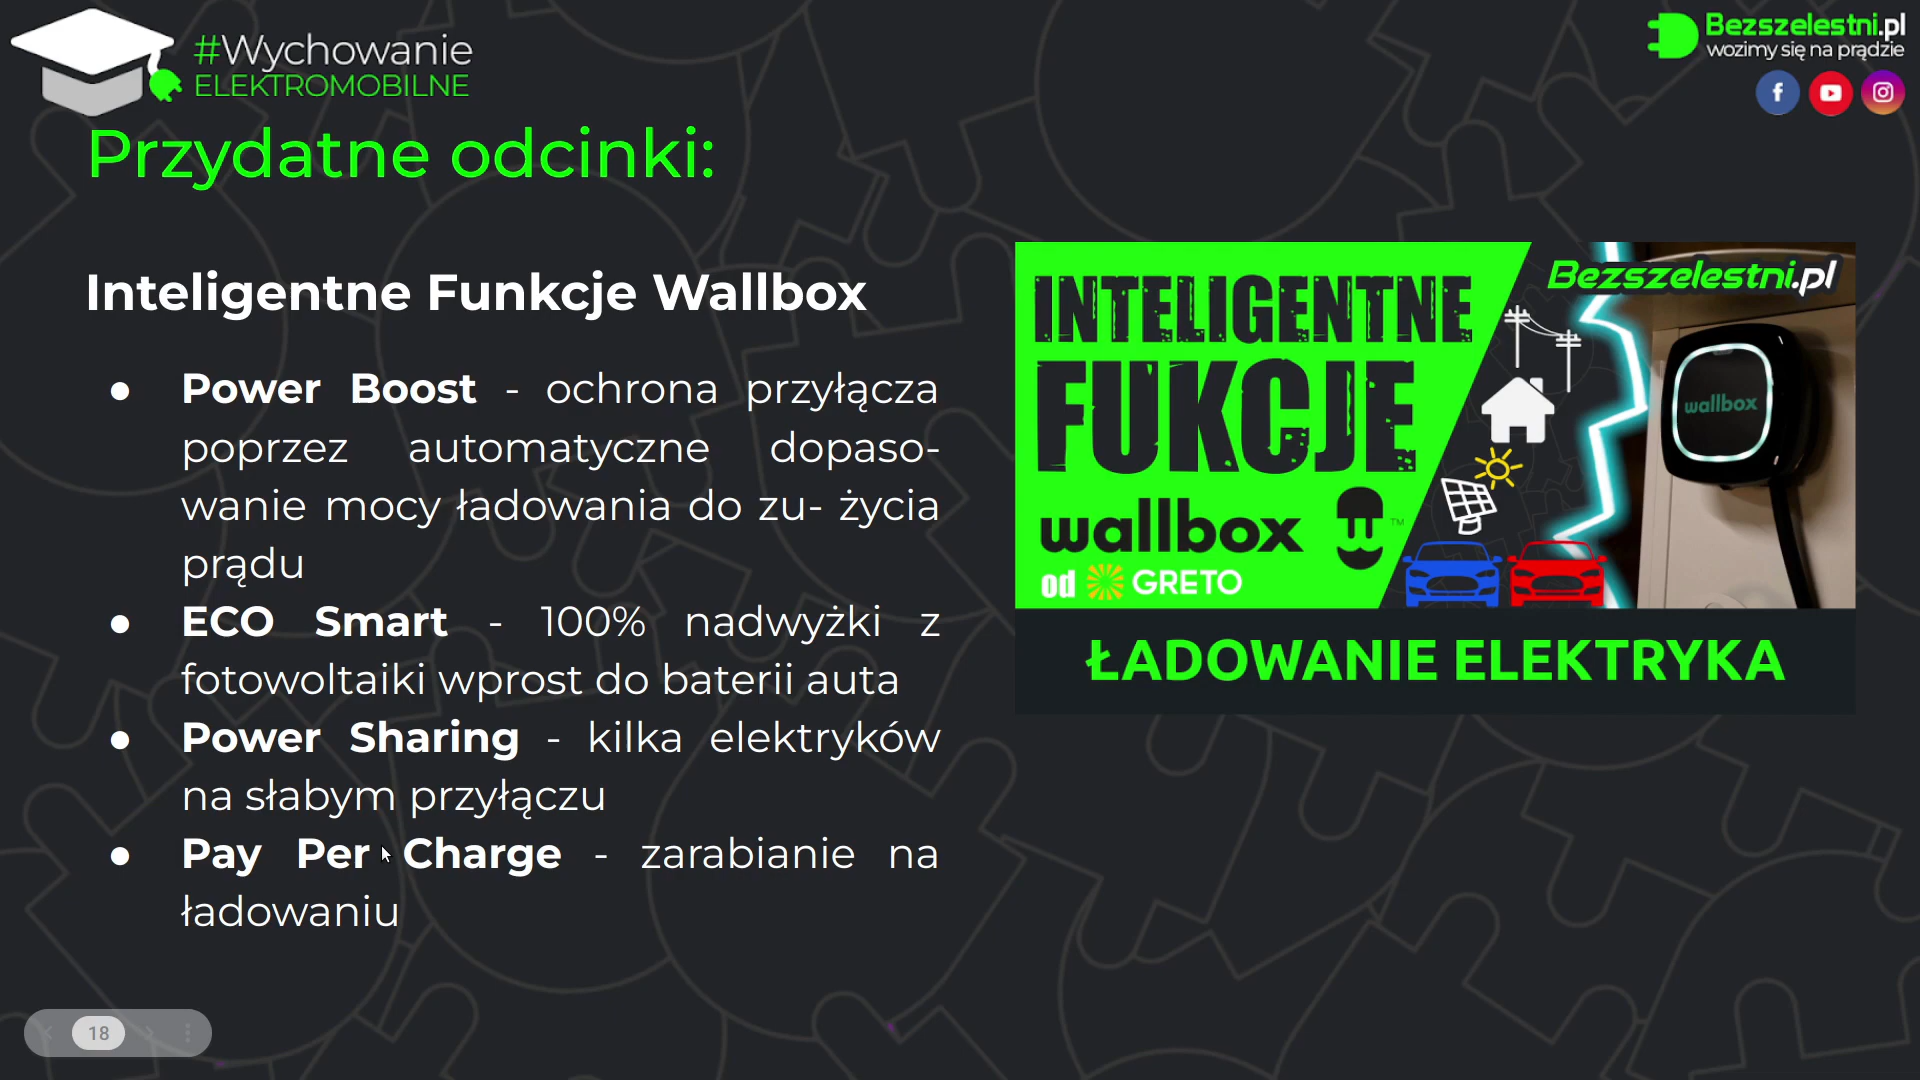 #Wychowanie
ELEKTROMOBILNE
Bezszelestni.pl
wozimy się na prądzie
Przydatne odcinki:
Inteligentne Funkcje Wallbox
● Power Boost - ochrona przyłącza
poprzez automatyczne dopaso-
wanie mocy ładowania do zu- życia
prądu
● ECO Smart - 100% nadwyżki z
fotowoltaiki wprost do baterii auta
● Power Sharing - kilka elektryków
na słabym przyłączu
● Pay Per Charge - zarabianie na
ładowaniu
INTELIGENTNE
FUKCJE
wallbox ™
od GRETO
Bezszelestni.pl
wallbox
ŁADOWANIE ELEKTRYKA
18